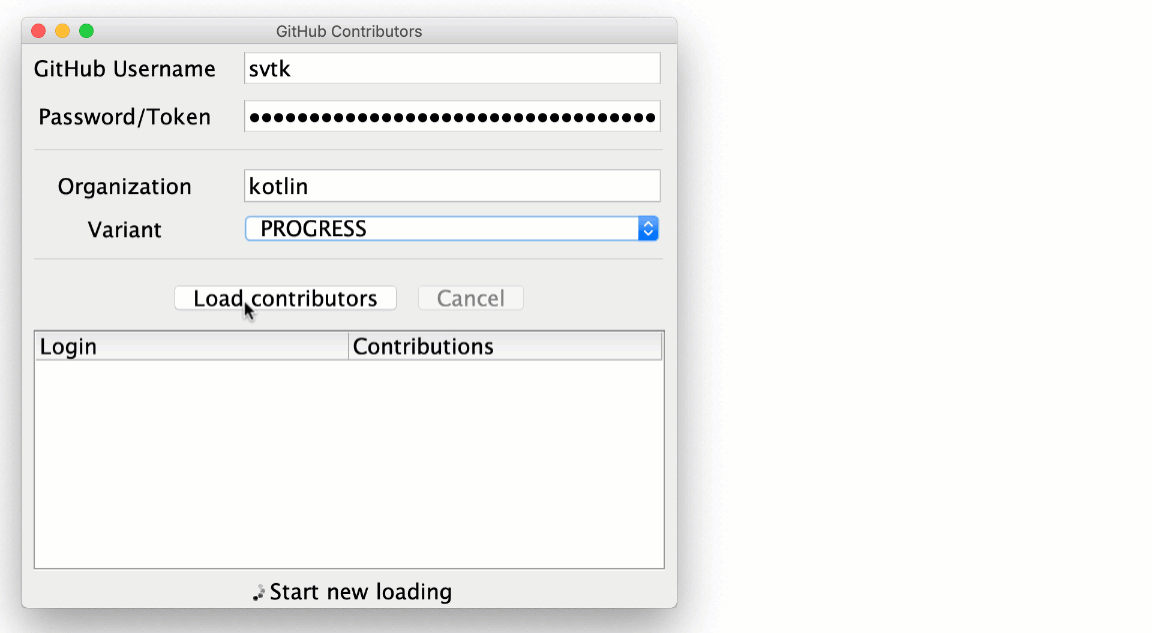 GitHub Contributors
GitHub Username svtk
Password/Token ••••••••••••••••••••••••••••••••••
Organization kotlin
Variant PROGRESS
Load contributors Cancel
Login Contributions
Start new loading